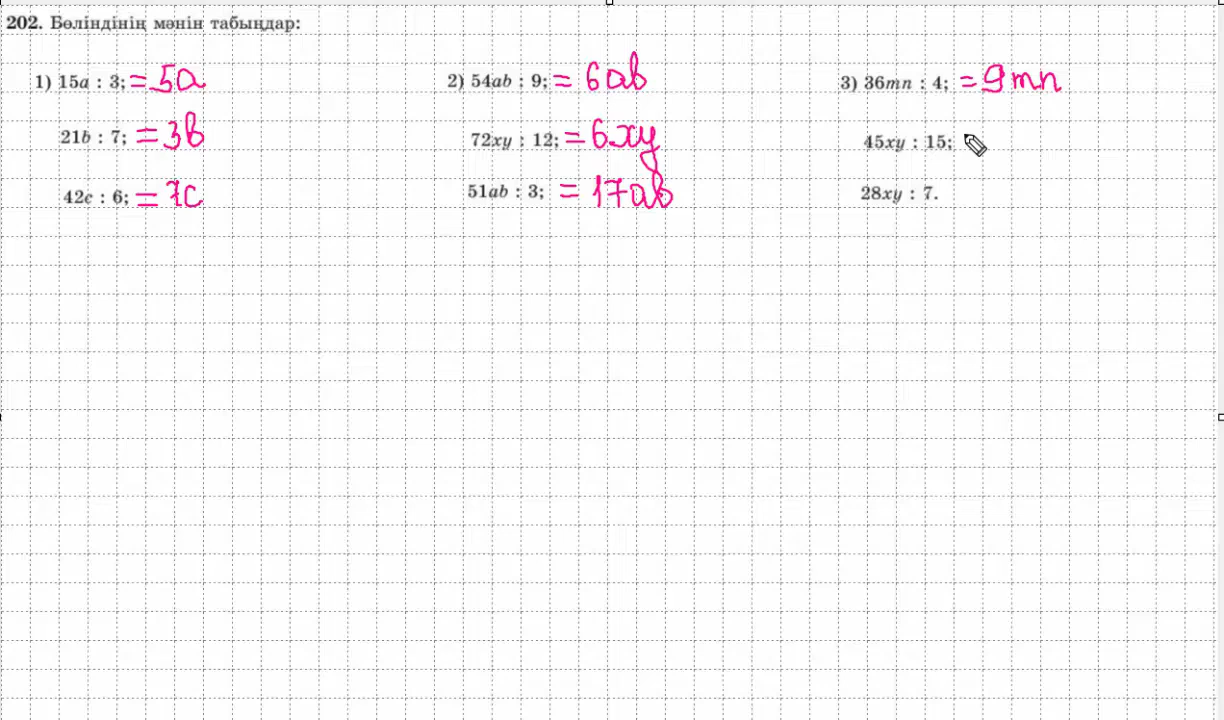 202. Бөліндінің мәнін табыңдар:
1) 15a : 3; = 5a 2) 54ab : 9; = 6ab 3) 36mn : 4; = 9mn
21b : 7; = 3b 72xy : 12; = 6xy 45xy : 15;
42c : 6; = 7c 51ab : 3; = 17ab 28xy : 7.